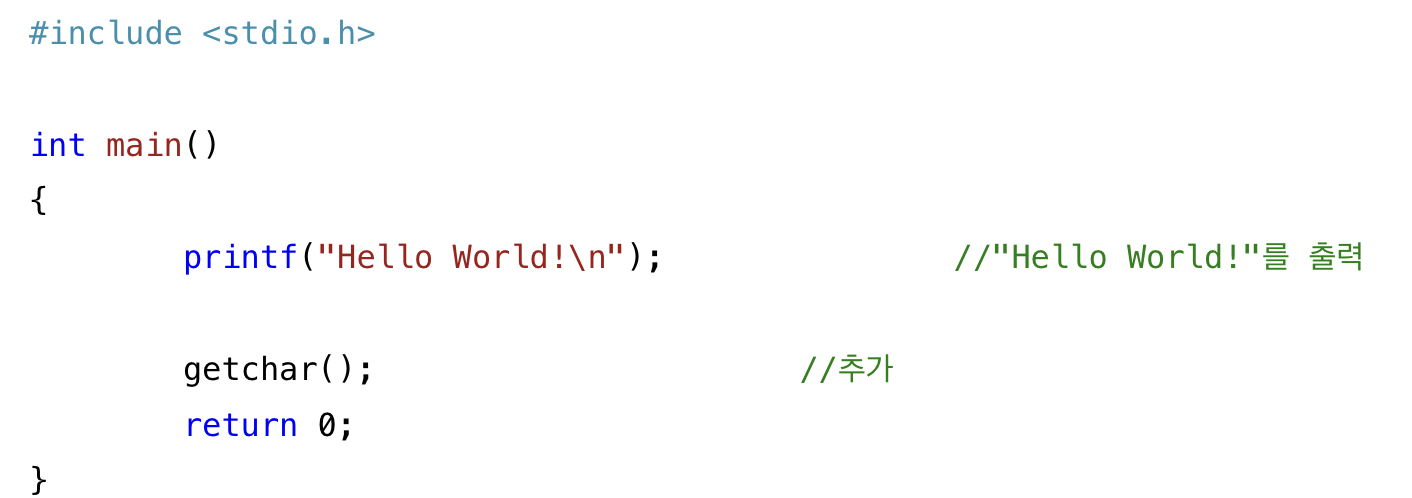 #include <stdio.h>
int main()
{
printf("Hello World!\n"); //"Hello World!"를 출력
getchar(); //추가
return 0;
}